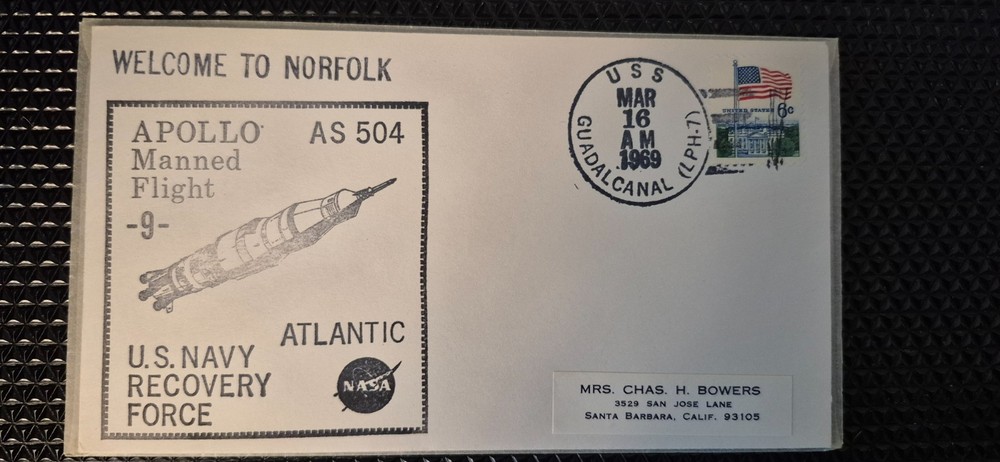 WELCOME TO NORFOLK
APOLLO AS 504
Manned
Flight
-9-
ATLANTIC
U.S. NAVY
RECOVERY
FORCE
NASA
USS
MAR
16
AM
1969
GUADALCANAL (LPH-7)
UNITED STATES 6c
MRS. CHAS. H. BOWERS
3529 SAN JOSE LANE
SANTA BARBARA, CALIF. 93105